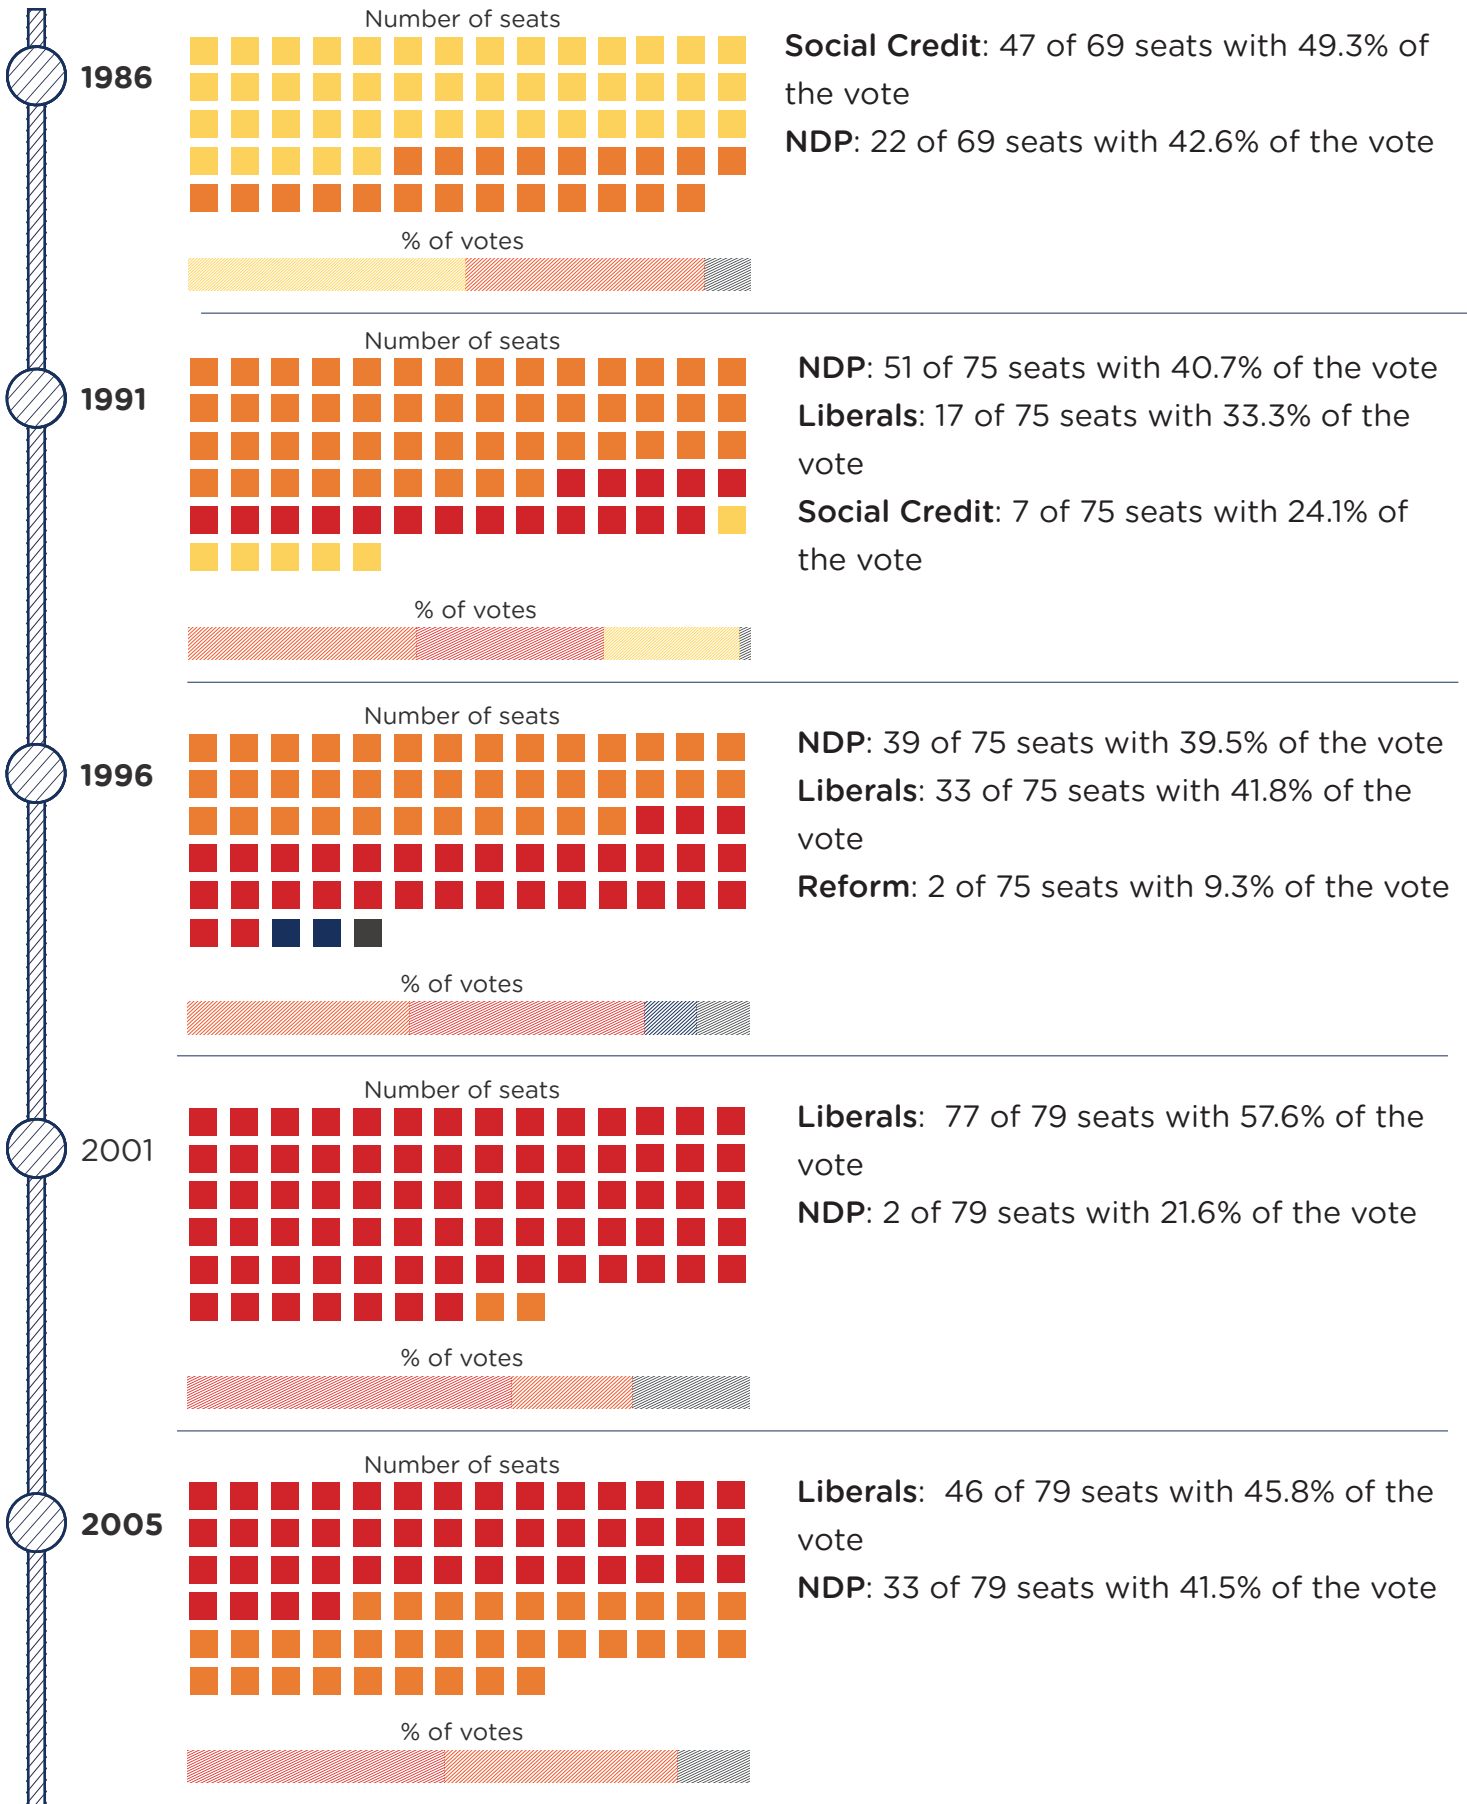 Number of seats
1986
Social Credit: 47 of 69 seats with 49.3% of
the vote
NDP: 22 of 69 seats with 42.6% of the vote
% of votes
Number of seats
1991
NDP: 51 of 75 seats with 40.7% of the vote
Liberals: 17 of 75 seats with 33.3% of the
vote
Social Credit: 7 of 75 seats with 24.1% of
the vote
% of votes
Number of seats
1996
NDP: 39 of 75 seats with 39.5% of the vote
Liberals: 33 of 75 seats with 41.8% of the
vote
Reform: 2 of 75 seats with 9.3% of the vote
% of votes
Number of seats
2001
Liberals:  77 of 79 seats with 57.6% of the
vote
NDP: 2 of 79 seats with 21.6% of the vote
% of votes
Number of seats
2005
Liberals:  46 of 79 seats with 45.8% of the
vote
NDP: 33 of 79 seats with 41.5% of the vote
% of votes